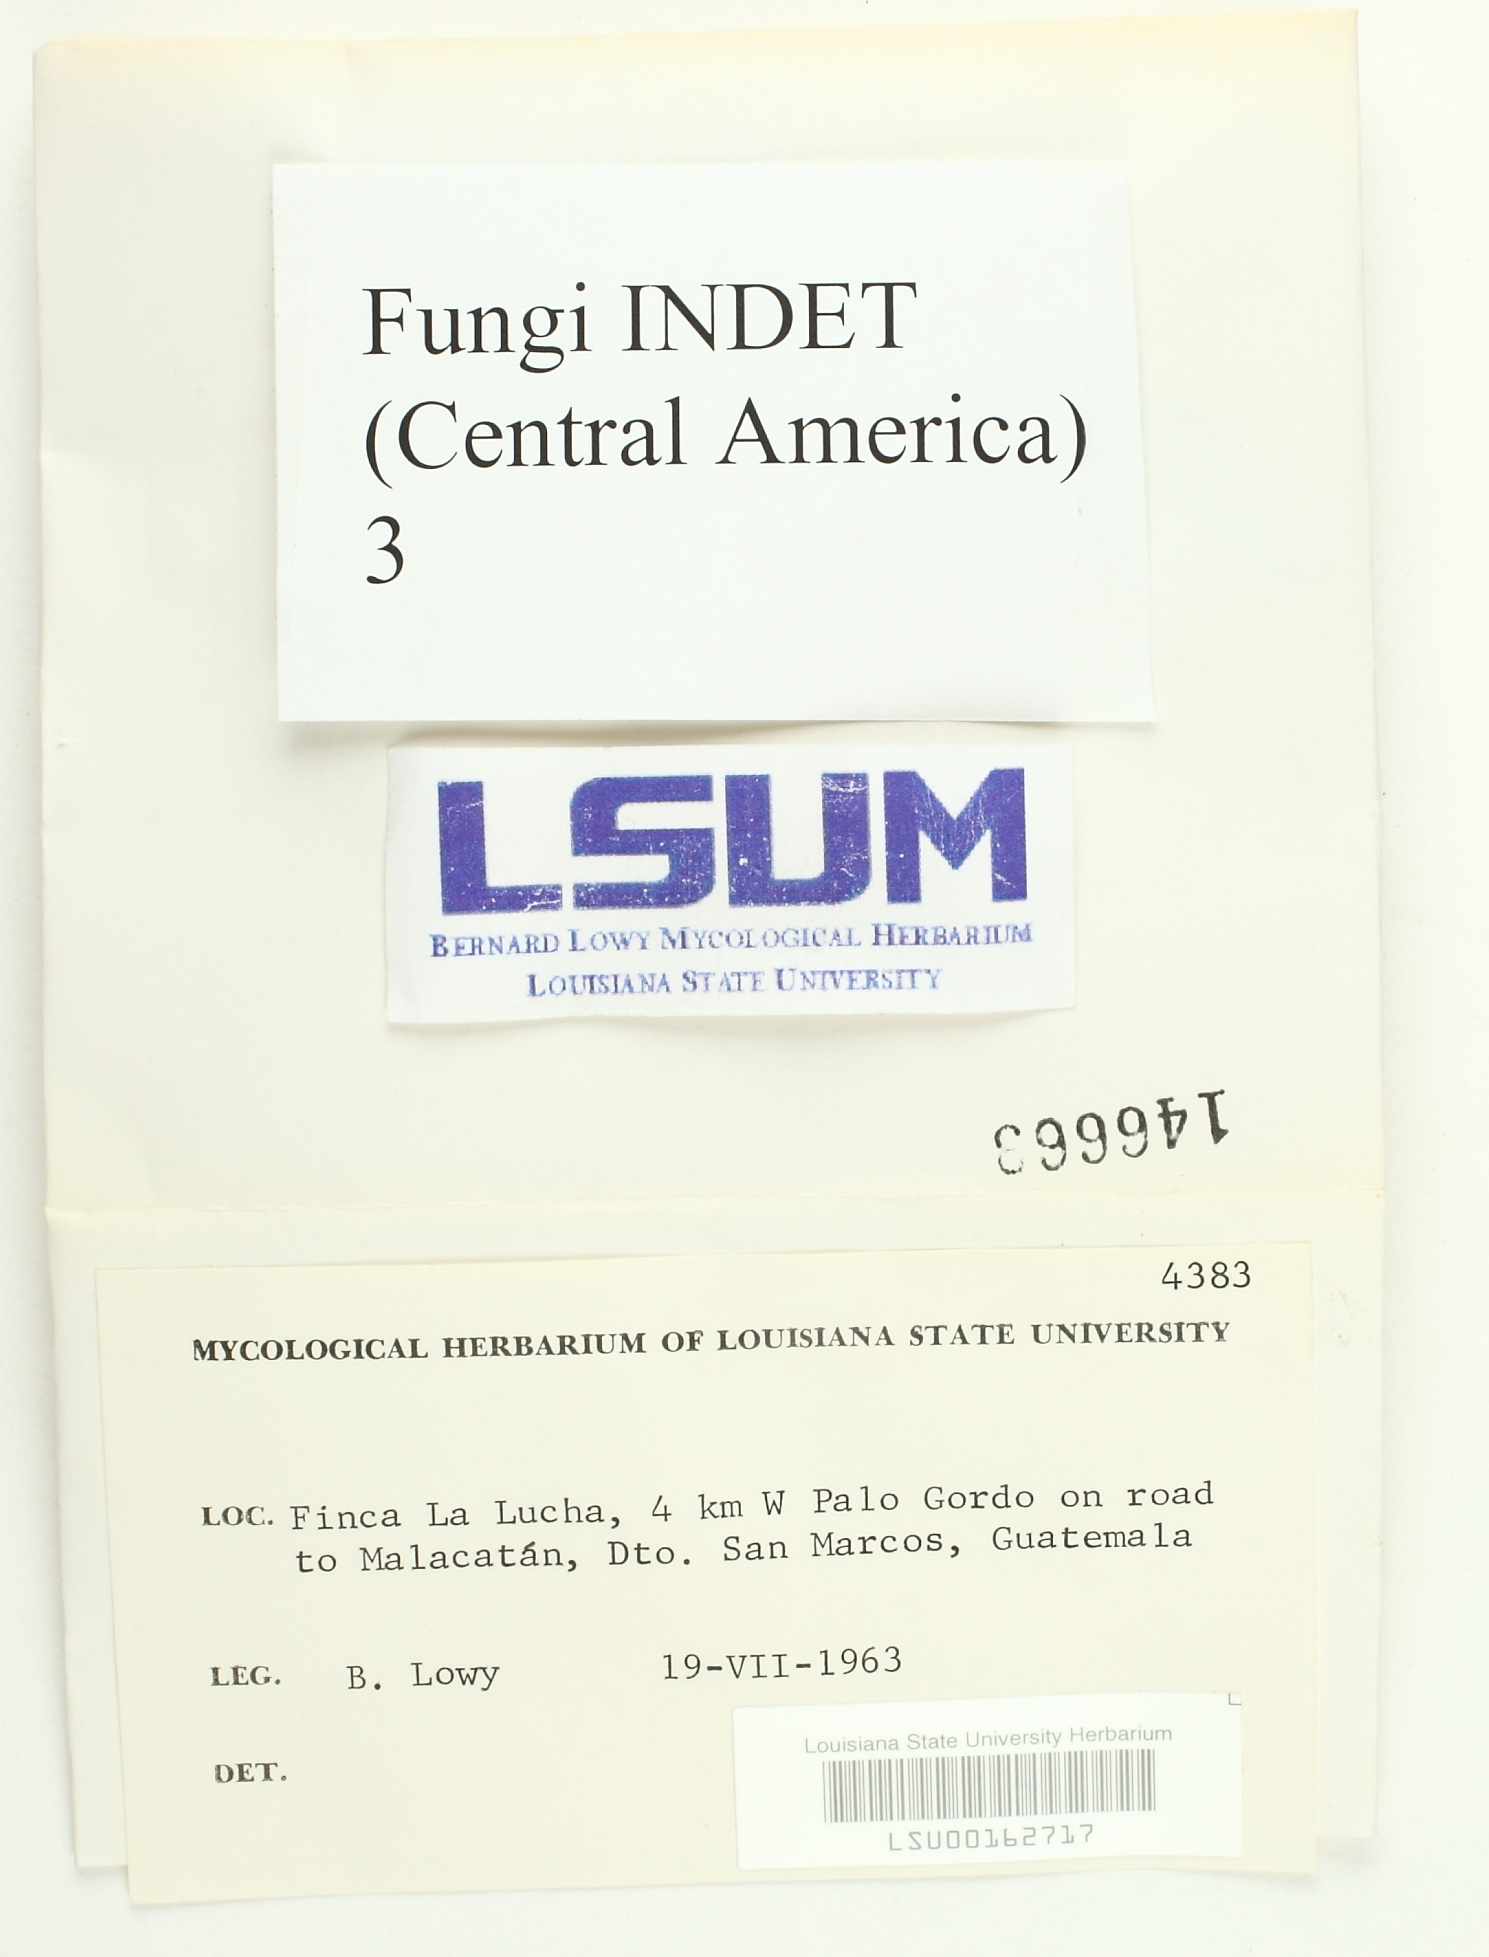 Fungi INDET
(Central America)
3
LSUM
BERNARD LOWY MYCOLOGICAL HERBARIUM
LOUISIANA STATE UNIVERSITY
146663
4383
MYCOLOGICAL HERBARIUM OF LOUISIANA STATE UNIVERSITY
LOC. Finca La Lucha, 4 km W Palo Gordo on road
to Malacatán, Dto. San Marcos, Guatemala
LEG. B. Lowy 19-VII-1963
DET.
Louisiana State University Herbarium
LSU00162717